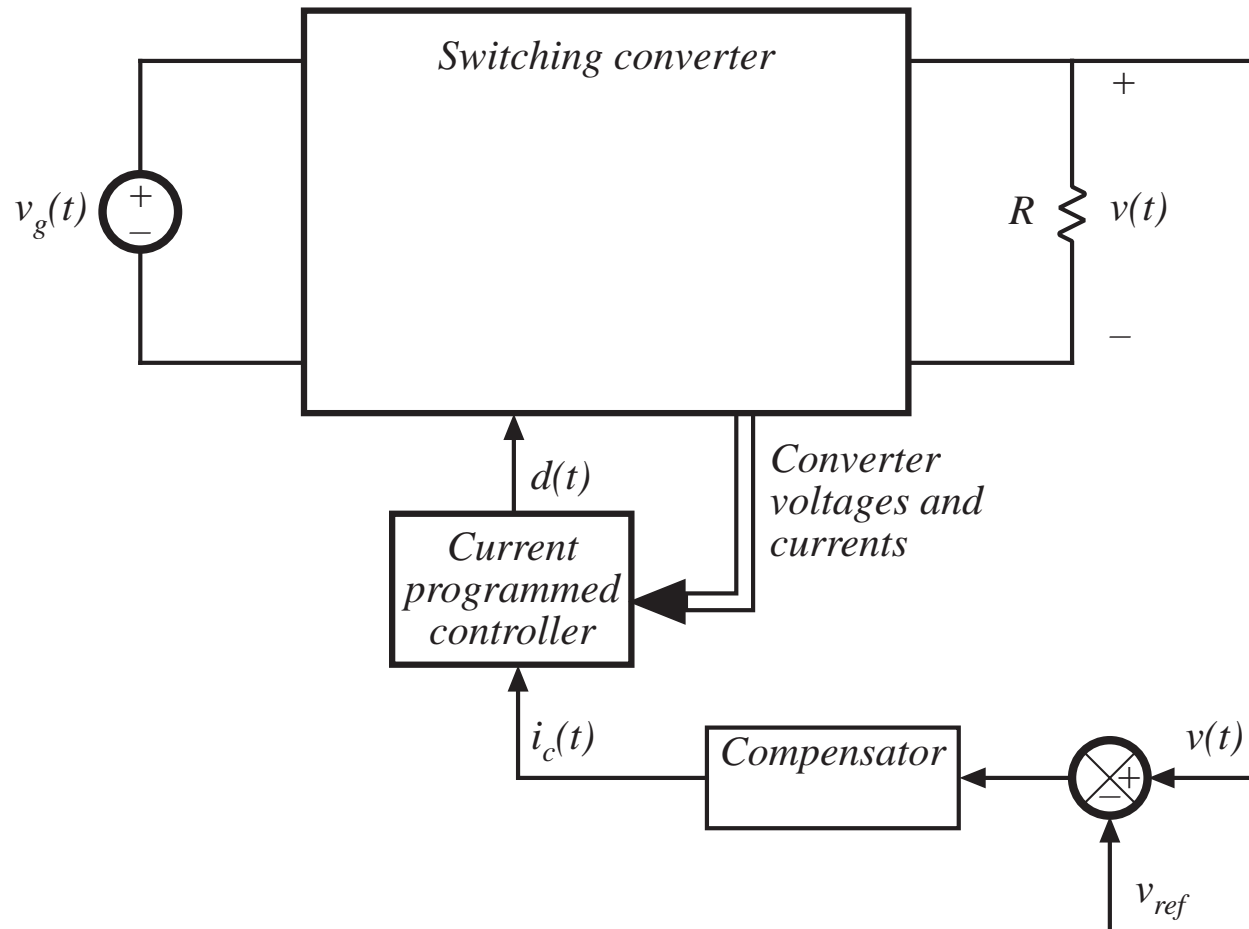 Switching converter
+
+
v_g(t)
–
R
v(t)
–
d(t)
Converter
voltages and
currents
Current
programmed
controller
i_c(t)
Compensator
v(t)
+
–
v_ref